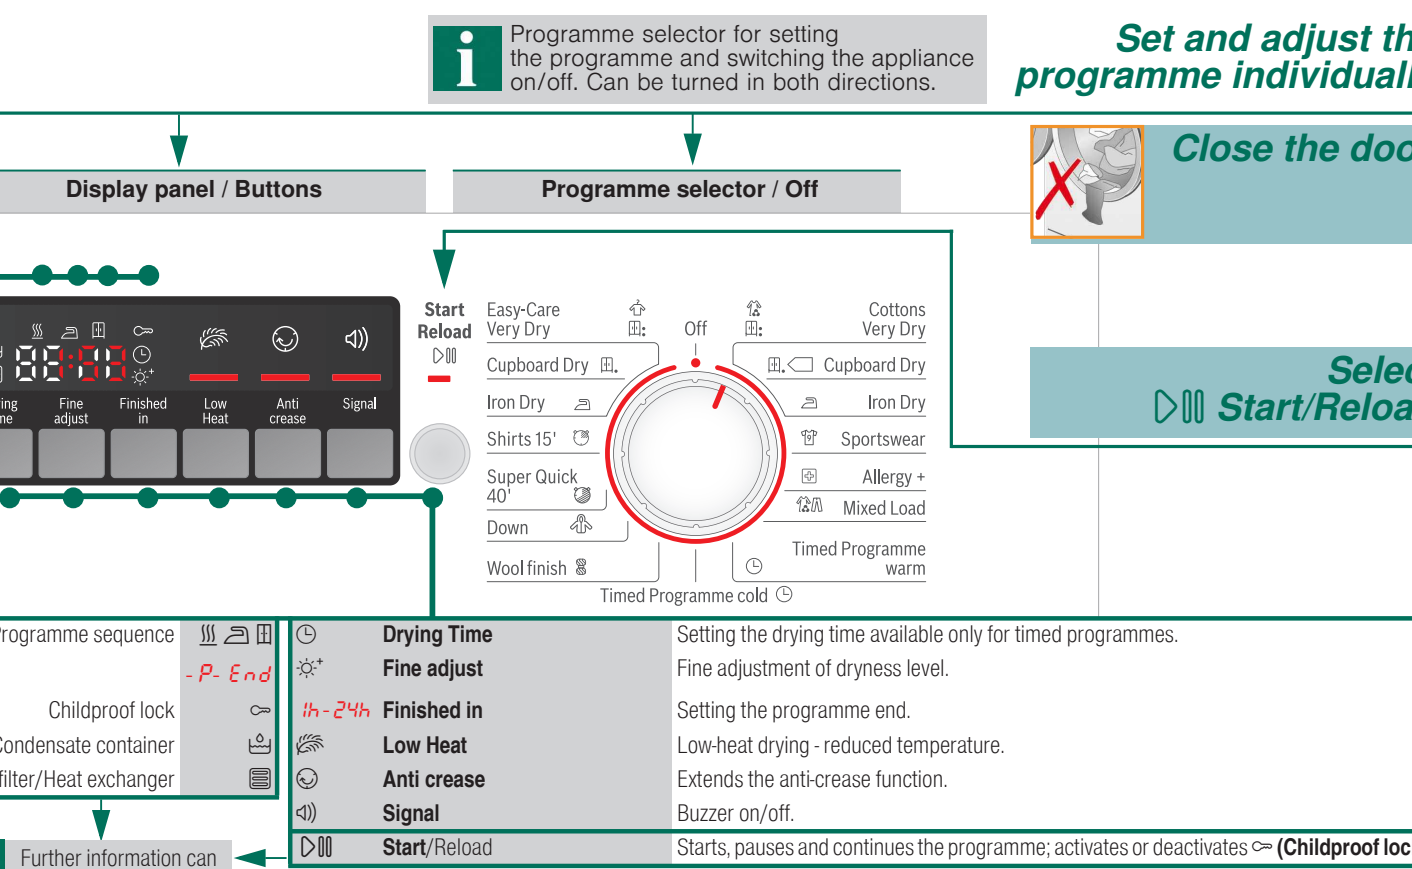 Programme selector for setting
the programme and switching the appliance
on/off. Can be turned in both directions.
Set and adjust th
programme individuall
Close the doo
Display panel / Buttons
Programme selector / Off
Start
Reload
Easy-Care
Very Dry
Off
Cottons
Very Dry
Cupboard Dry
Cupboard Dry
Iron Dry
Iron Dry
Shirts 15'
Sportswear
Super Quick
40'
Allergy +
Down
Mixed Load
Wool finish
Timed Programme
warm
Timed Programme cold
Fine
adjust
Finished
in
Low
Heat
Anti
crease
Signal
Selec
Start/Reloa
Programme sequence
- P - End
Childproof lock
Condensate container
filter/Heat exchanger
Drying Time
Setting the drying time available only for timed programmes.
Fine adjust
Fine adjustment of dryness level.
1h - 24h Finished in
Setting the programme end.
Low Heat
Low-heat drying - reduced temperature.
Anti crease
Extends the anti-crease function.
Signal
Buzzer on/off.
Start/Reload
Starts, pauses and continues the programme; activates or deactivates (Childproof loc
Further information can